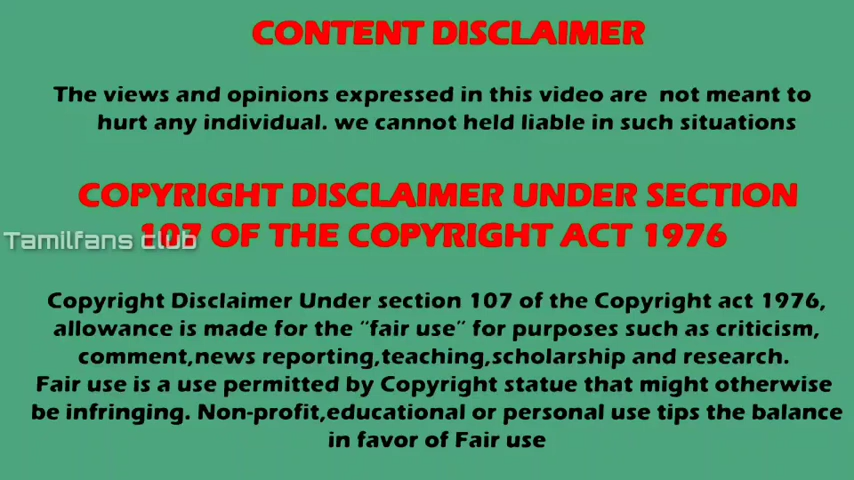 CONTENT DISCLAIMER
The views and opinions expressed in this video are not meant to
hurt any individual. we cannot held liable in such situations
COPYRIGHT DISCLAIMER UNDER SECTION
107 OF THE COPYRIGHT ACT 1976
Tamilfans club
Copyright Disclaimer Under section 107 of the Copyright act 1976,
allowance is made for the “fair use” for purposes such as criticism,
comment,news reporting,teaching,scholarship and research.
Fair use is a use permitted by Copyright statue that might otherwise
be infringing. Non-profit,educational or personal use tips the balance
in favor of Fair use